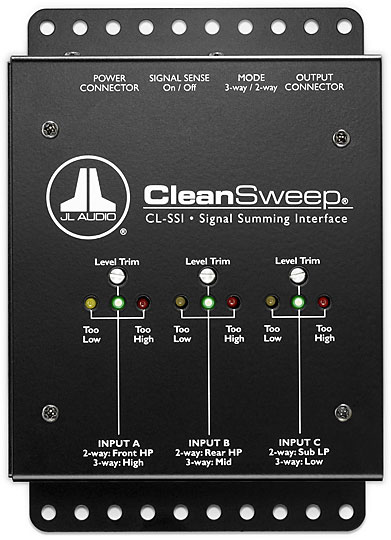 POWER CONNECTOR
SIGNAL SENSE On / Off
MODE 3-way / 2-way
OUTPUT CONNECTOR
JL AUDIO
®
CleanSweep®
CL-SSI • Signal Summing Interface
Level Trim
Level Trim
Level Trim
Too Low
Too High
Too Low
Too High
Too Low
Too High
INPUT A
2-way: Front HP
3-way: High
INPUT B
2-way: Rear HP
3-way: Mid
INPUT C
2-way: Sub LP
3-way: Low